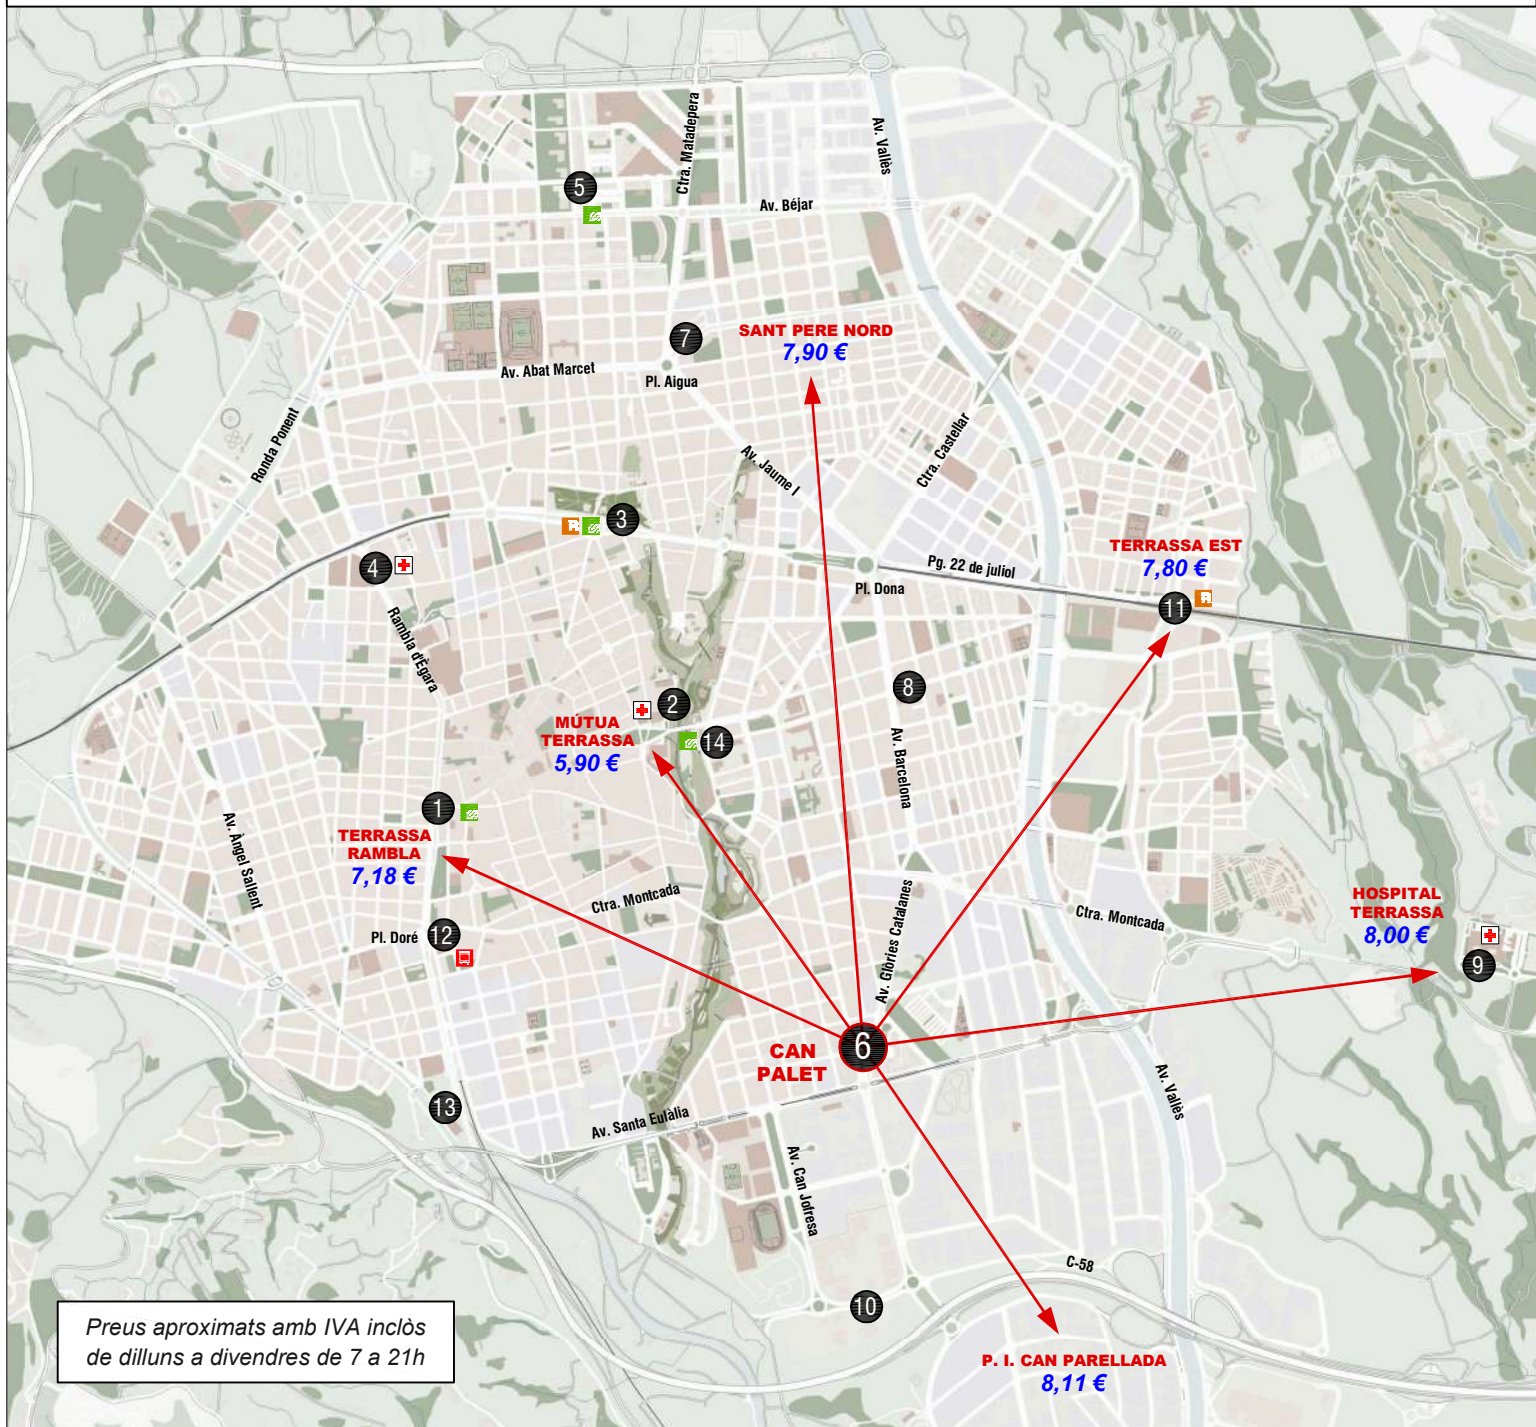 Ctra. Matadepera
Av. Vallès
5
Av. Béjar
7
SANT PERE NORD
7,90 €
Av. Abat Marcet
Pl. Aigua
Ronda Ponent
Av. Jaume I
Ctra. Castellar
R
3
TERRASSA EST
7,80 €
4
Pg. 22 de juliol
Pl. Dona
R
11
Rambla d'Ègara
8
2
MÚTUA
TERRASSA
5,90 €
14
Av. Barcelona
1
TERRASSA
RAMBLA
7,18 €
Av. Àngel Sallent
Ctra. Montcada
Av. Glòries Catalanes
Ctra. Montcada
HOSPITAL
TERRASSA
8,00 €
Pl. Doré
12
9
CAN
PALET
6
13
Av. Santa Eulàlia
Av. Vallès
Av. Can Jofresa
C-58
10
Preus aproximats amb IVA inclòs
de dilluns a divendres de 7 a 21h
P. I. CAN PARELLADA
8,11 €